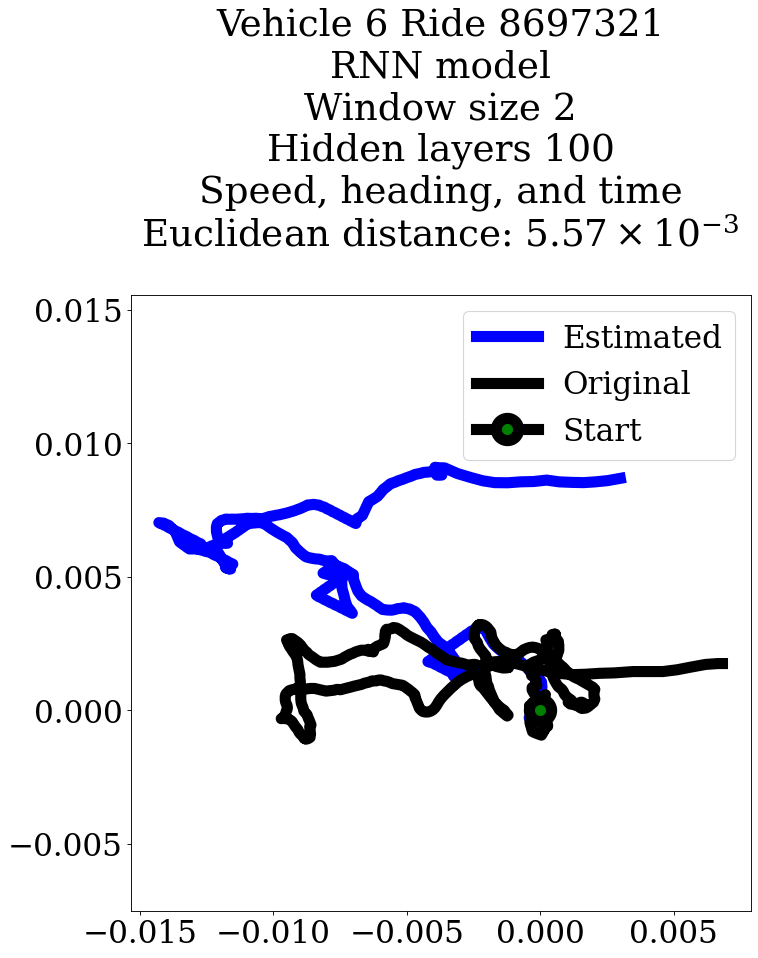 Vehicle 6 Ride 8697321
RNN model
Window size 2
Hidden layers 100
Speed, heading, and time
Euclidean distance: 5.57 × 10⁻³
0.015
0.010
0.005
0.000
−0.005
Estimated
Original
Start
−0.015 −0.010 −0.005 0.000 0.005